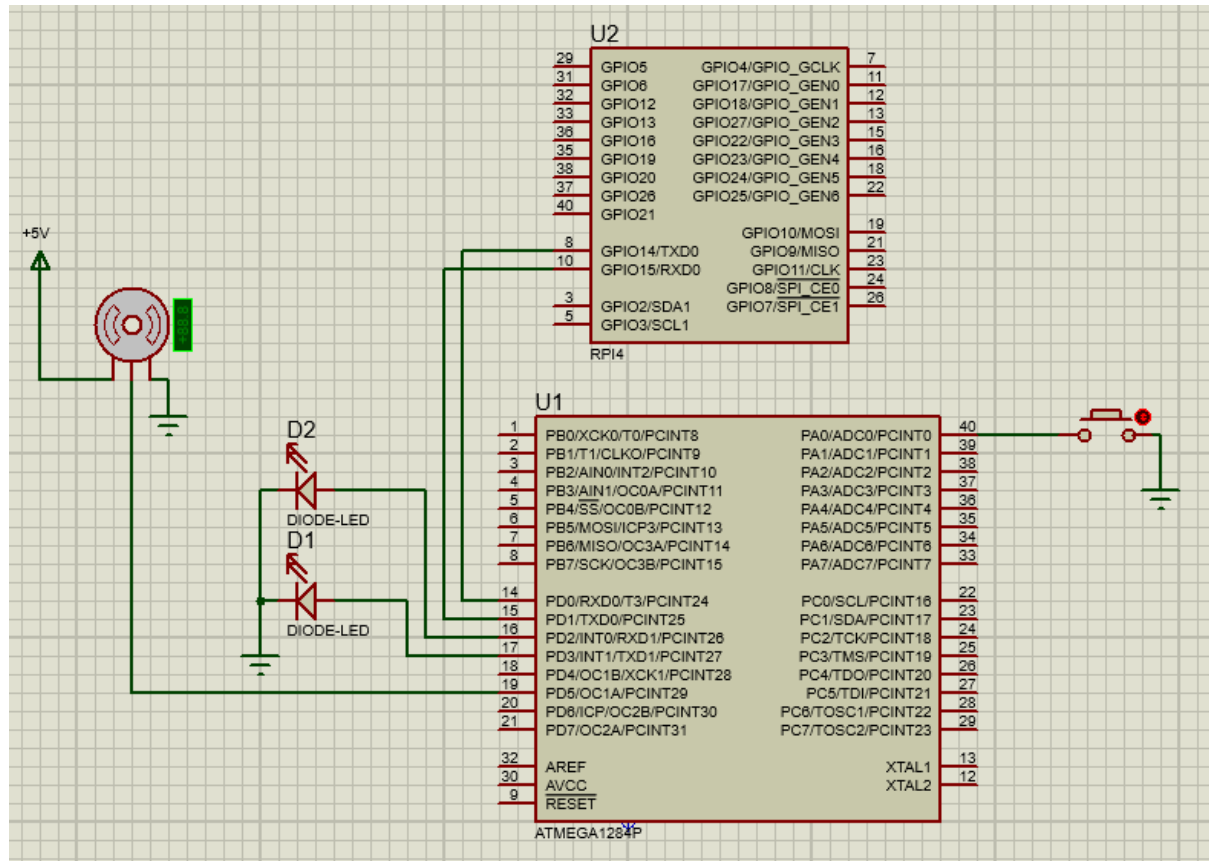 U2
29 GPIO5 GPIO4/GPIO_GCLK 7
31 GPIO6 GPIO17/GPIO_GEN0 11
32 GPIO12 GPIO18/GPIO_GEN1 12
33 GPIO13 GPIO27/GPIO_GEN2 13
36 GPIO16 GPIO22/GPIO_GEN3 15
35 GPIO19 GPIO23/GPIO_GEN4 16
38 GPIO20 GPIO24/GPIO_GEN5 18
37 GPIO26 GPIO25/GPIO_GEN6 22
40 GPIO21
GPIO10/MOSI 19
8 GPIO14/TXD0 GPIO9/MISO 21
10 GPIO15/RXD0 GPIO11/CLK 23
GPIO8/SPI_CE0 24
3 GPIO2/SDA1 GPIO7/SPI_CE1 26
5 GPIO3/SCL1
RPI4
+5V
D2
DIODE-LED
D1
DIODE-LED
U1
1 PB0/XCK0/T0/PCINT8 PA0/ADC0/PCINT0 40
2 PB1/T1/CLKO/PCINT9 PA1/ADC1/PCINT1 39
3 PB2/AIN0/INT2/PCINT10 PA2/ADC2/PCINT2 38
4 PB3/AIN1/OC0A/PCINT11 PA3/ADC3/PCINT3 37
5 PB4/SS/OC0B/PCINT12 PA4/ADC4/PCINT4 36
6 PB5/MOSI/ICP3/PCINT13 PA5/ADC5/PCINT5 35
7 PB6/MISO/OC3A/PCINT14 PA6/ADC6/PCINT6 34
8 PB7/SCK/OC3B/PCINT15 PA7/ADC7/PCINT7 33
14 PD0/RXD0/T3/PCINT24 PC0/SCL/PCINT16 22
15 PD1/TXD0/PCINT25 PC1/SDA/PCINT17 23
16 PD2/INT0/RXD1/PCINT26 PC2/TCK/PCINT18 24
17 PD3/INT1/TXD1/PCINT27 PC3/TMS/PCINT19 25
18 PD4/OC1B/XCK1/PCINT28 PC4/TDO/PCINT20 26
19 PD5/OC1A/PCINT29 PC5/TDI/PCINT21 27
20 PD6/ICP/OC2B/PCINT30 PC6/TOSC1/PCINT22 28
21 PD7/OC2A/PCINT31 PC7/TOSC2/PCINT23 29
32 AREF XTAL1 13
30 AVCC XTAL2 12
9 RESET
ATMEGA1284P